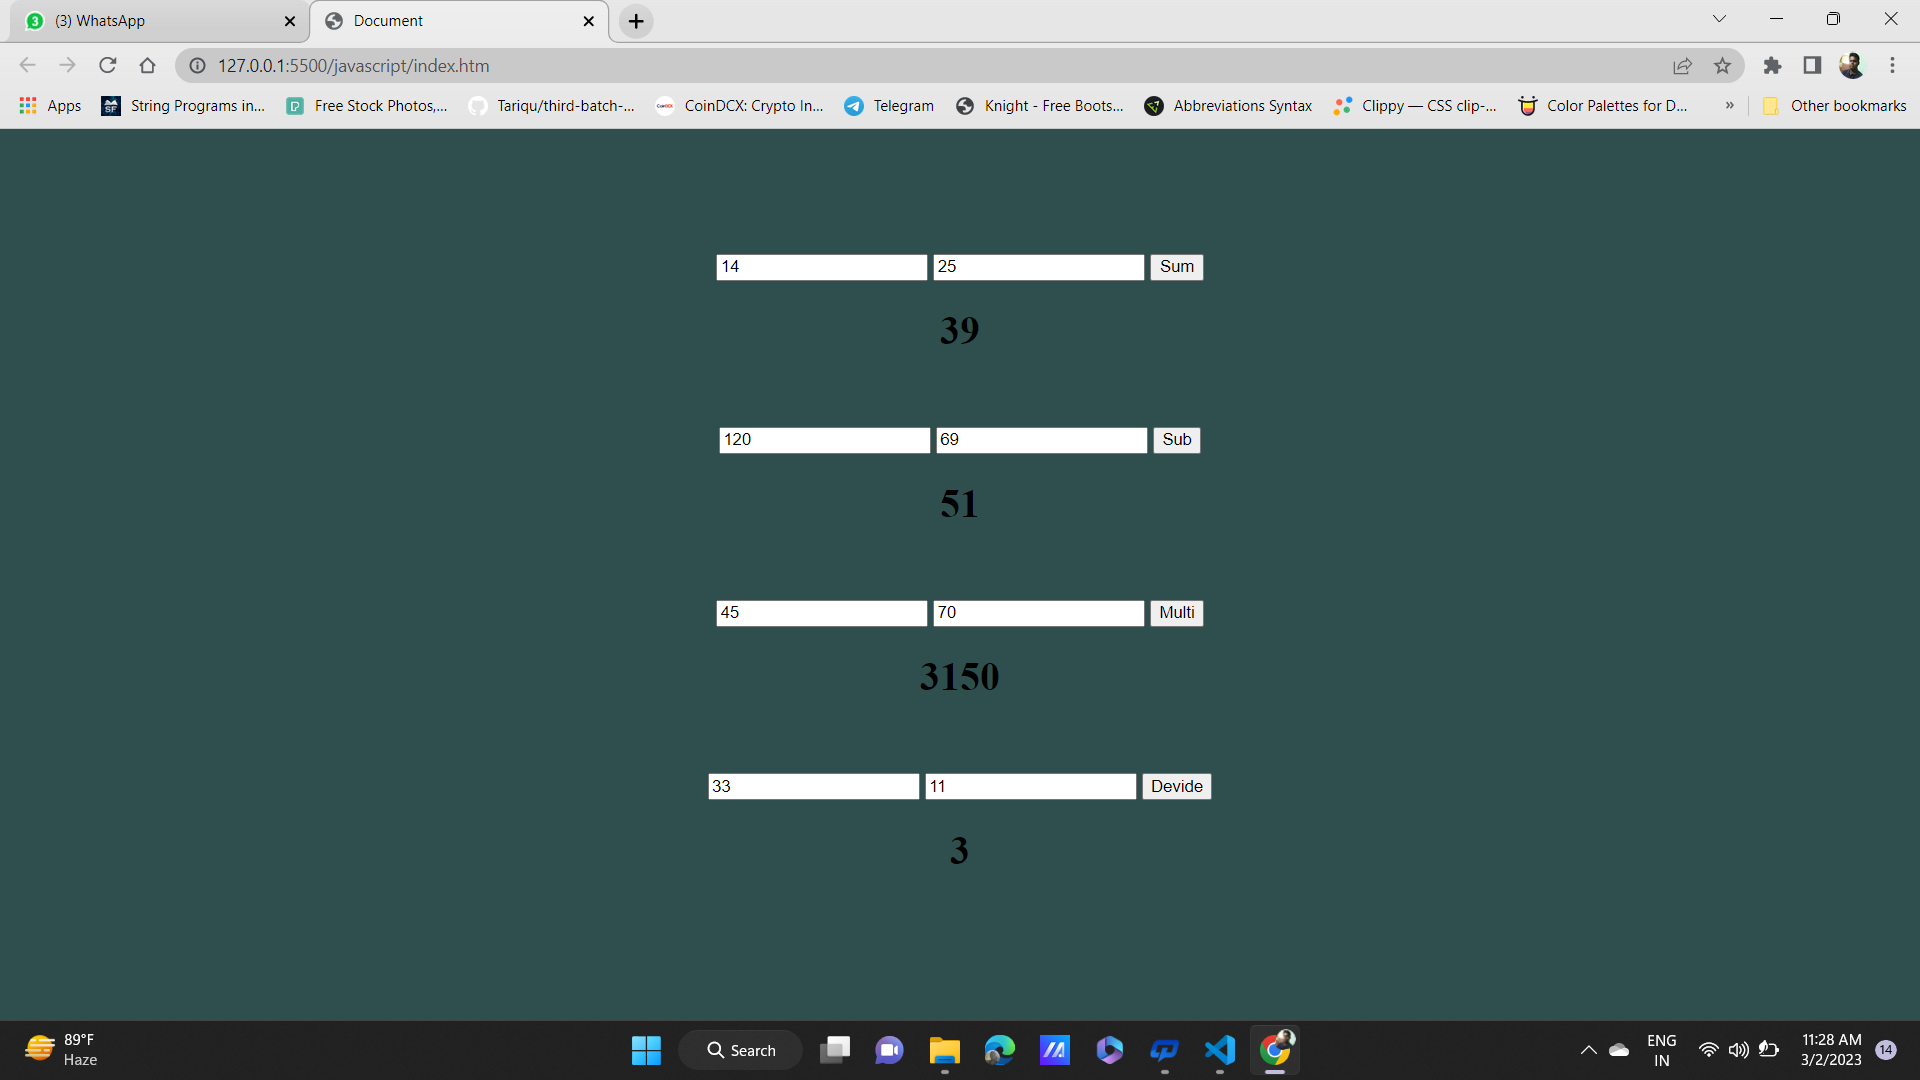 (3) WhatsApp
Document
127.0.0.1:5500/javascript/index.htm
Apps
String Programs in...
Free Stock Photos,...
Tariqu/third-batch-...
CoinDCX: Crypto In...
Telegram
Knight - Free Boots...
Abbreviations Syntax
Clippy — CSS clip-...
Color Palettes for D...
»
Other bookmarks
14 25 Sum
39
120 69 Sub
51
45 70 Multi
3150
33 11 Devide
3
89°F
Haze
Search
ENG
IN
11:28 AM
3/2/2023
14